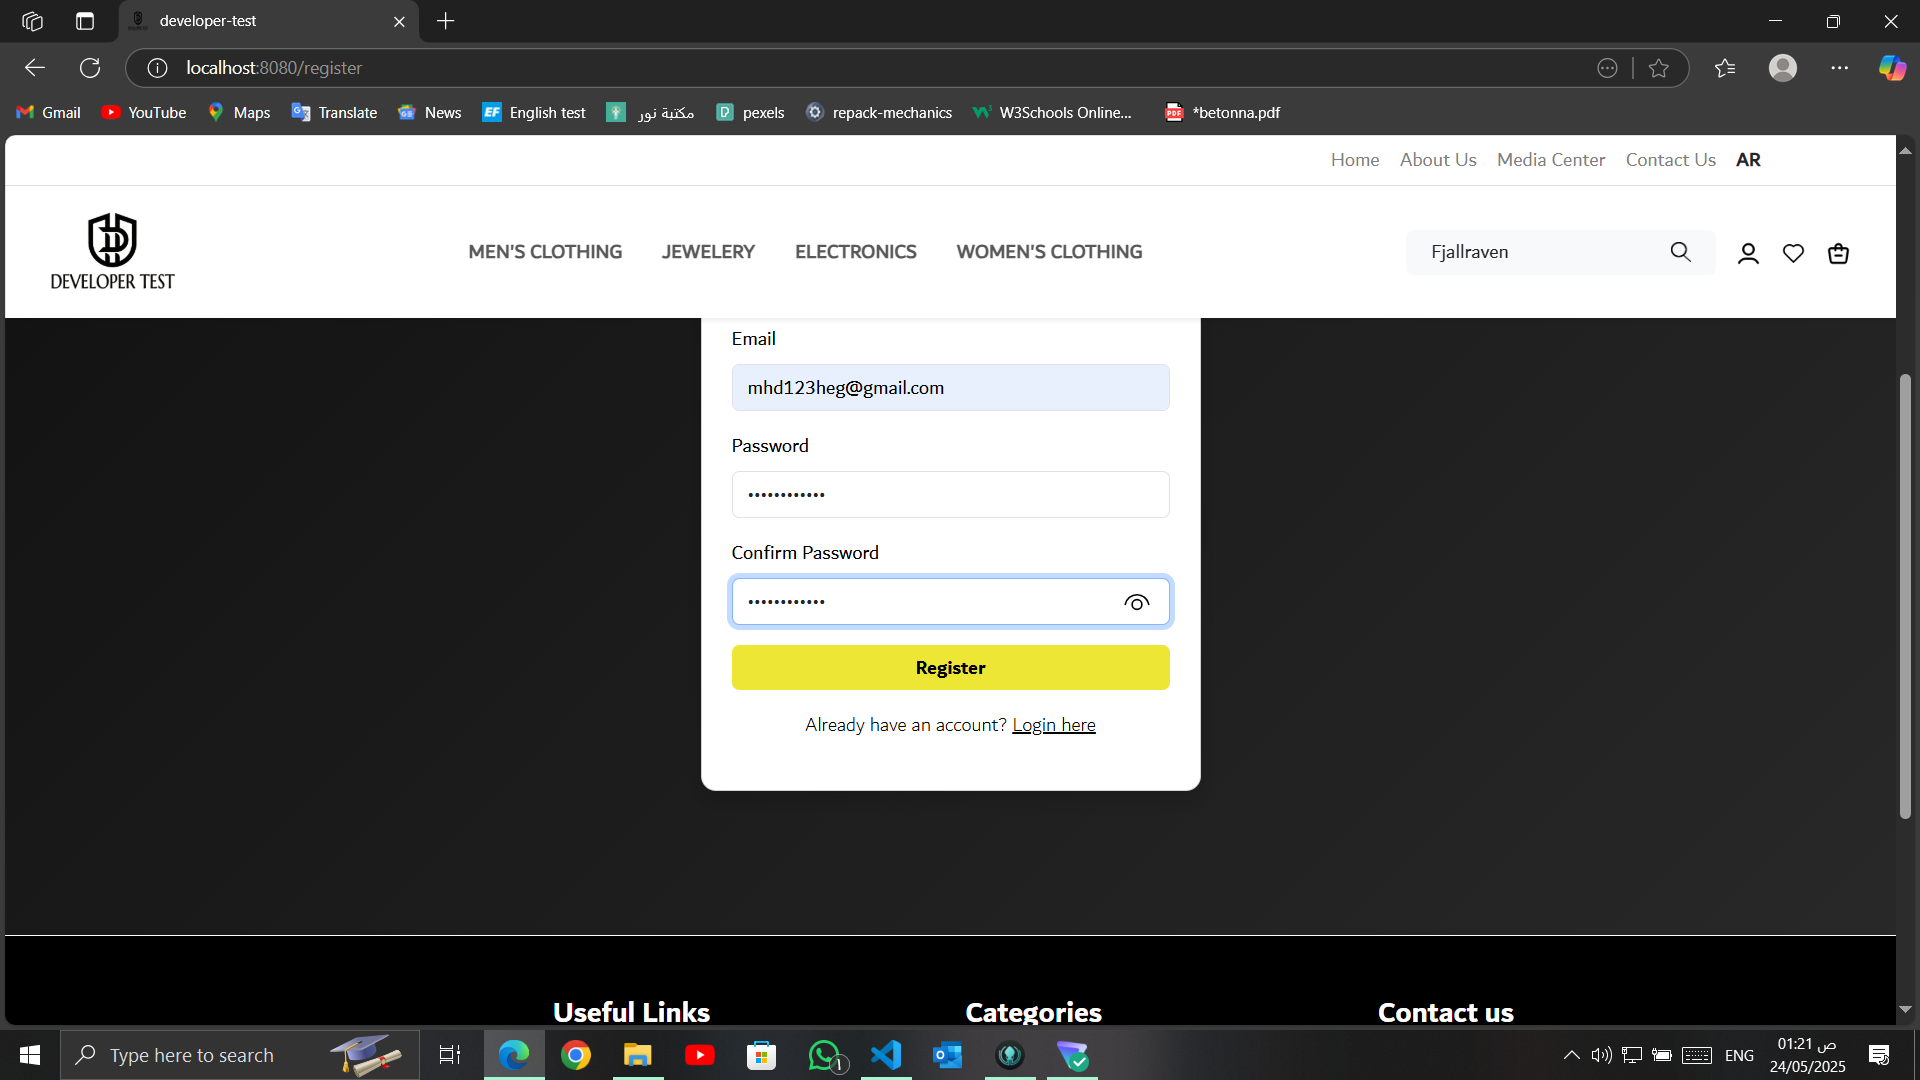 developer-test
localhost:8080/register
Gmail
YouTube
Maps
Translate
News
EF
English test
مكتبة نور
pexels
repack-mechanics
W3Schools Online...
PDF
*betonna.pdf
Home
About Us
Media Center
Contact Us
AR
DEVELOPER TEST
MEN'S CLOTHING
JEWELERY
ELECTRONICS
WOMEN'S CLOTHING
Fjallraven
Email
mhd123heg@gmail.com
Password
••••••••••••
Confirm Password
••••••••••••
Register
Already have an account? Login here
Useful Links
Categories
Contact us
Type here to search
ENG
01:21 ص
24/05/2025